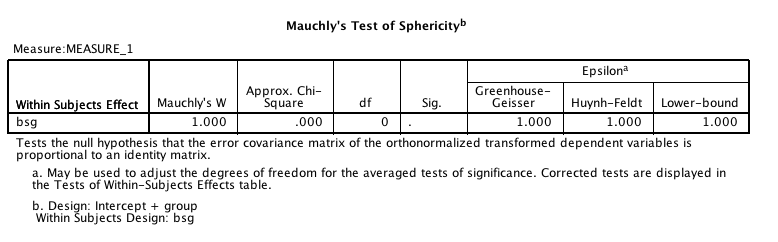 Mauchly's Test of Sphericityb
Measure:MEASURE_1
Epsilona
Within Subjects Effect Mauchly's W Approx. Chi-Square df Sig. Greenhouse-Geisser Huynh-Feldt Lower-bound
bsg 1.000 .000 0 . 1.000 1.000 1.000
Tests the null hypothesis that the error covariance matrix of the orthonormalized transformed dependent variables is
proportional to an identity matrix.
a. May be used to adjust the degrees of freedom for the averaged tests of significance. Corrected tests are displayed in
the Tests of Within-Subjects Effects table.
b. Design: Intercept + group
Within Subjects Design: bsg